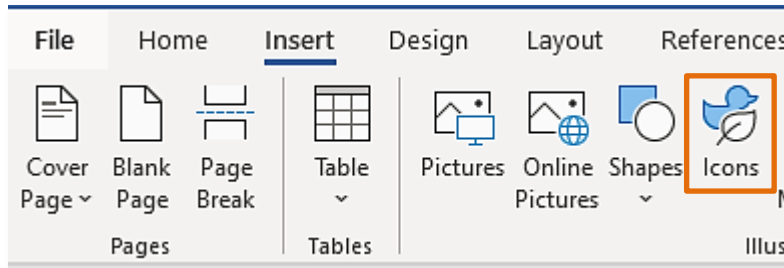 File Home Insert Design Layout References
Cover Blank Page Table Pictures Online Shapes Icons
Page Page Break Pictures
Pages Tables